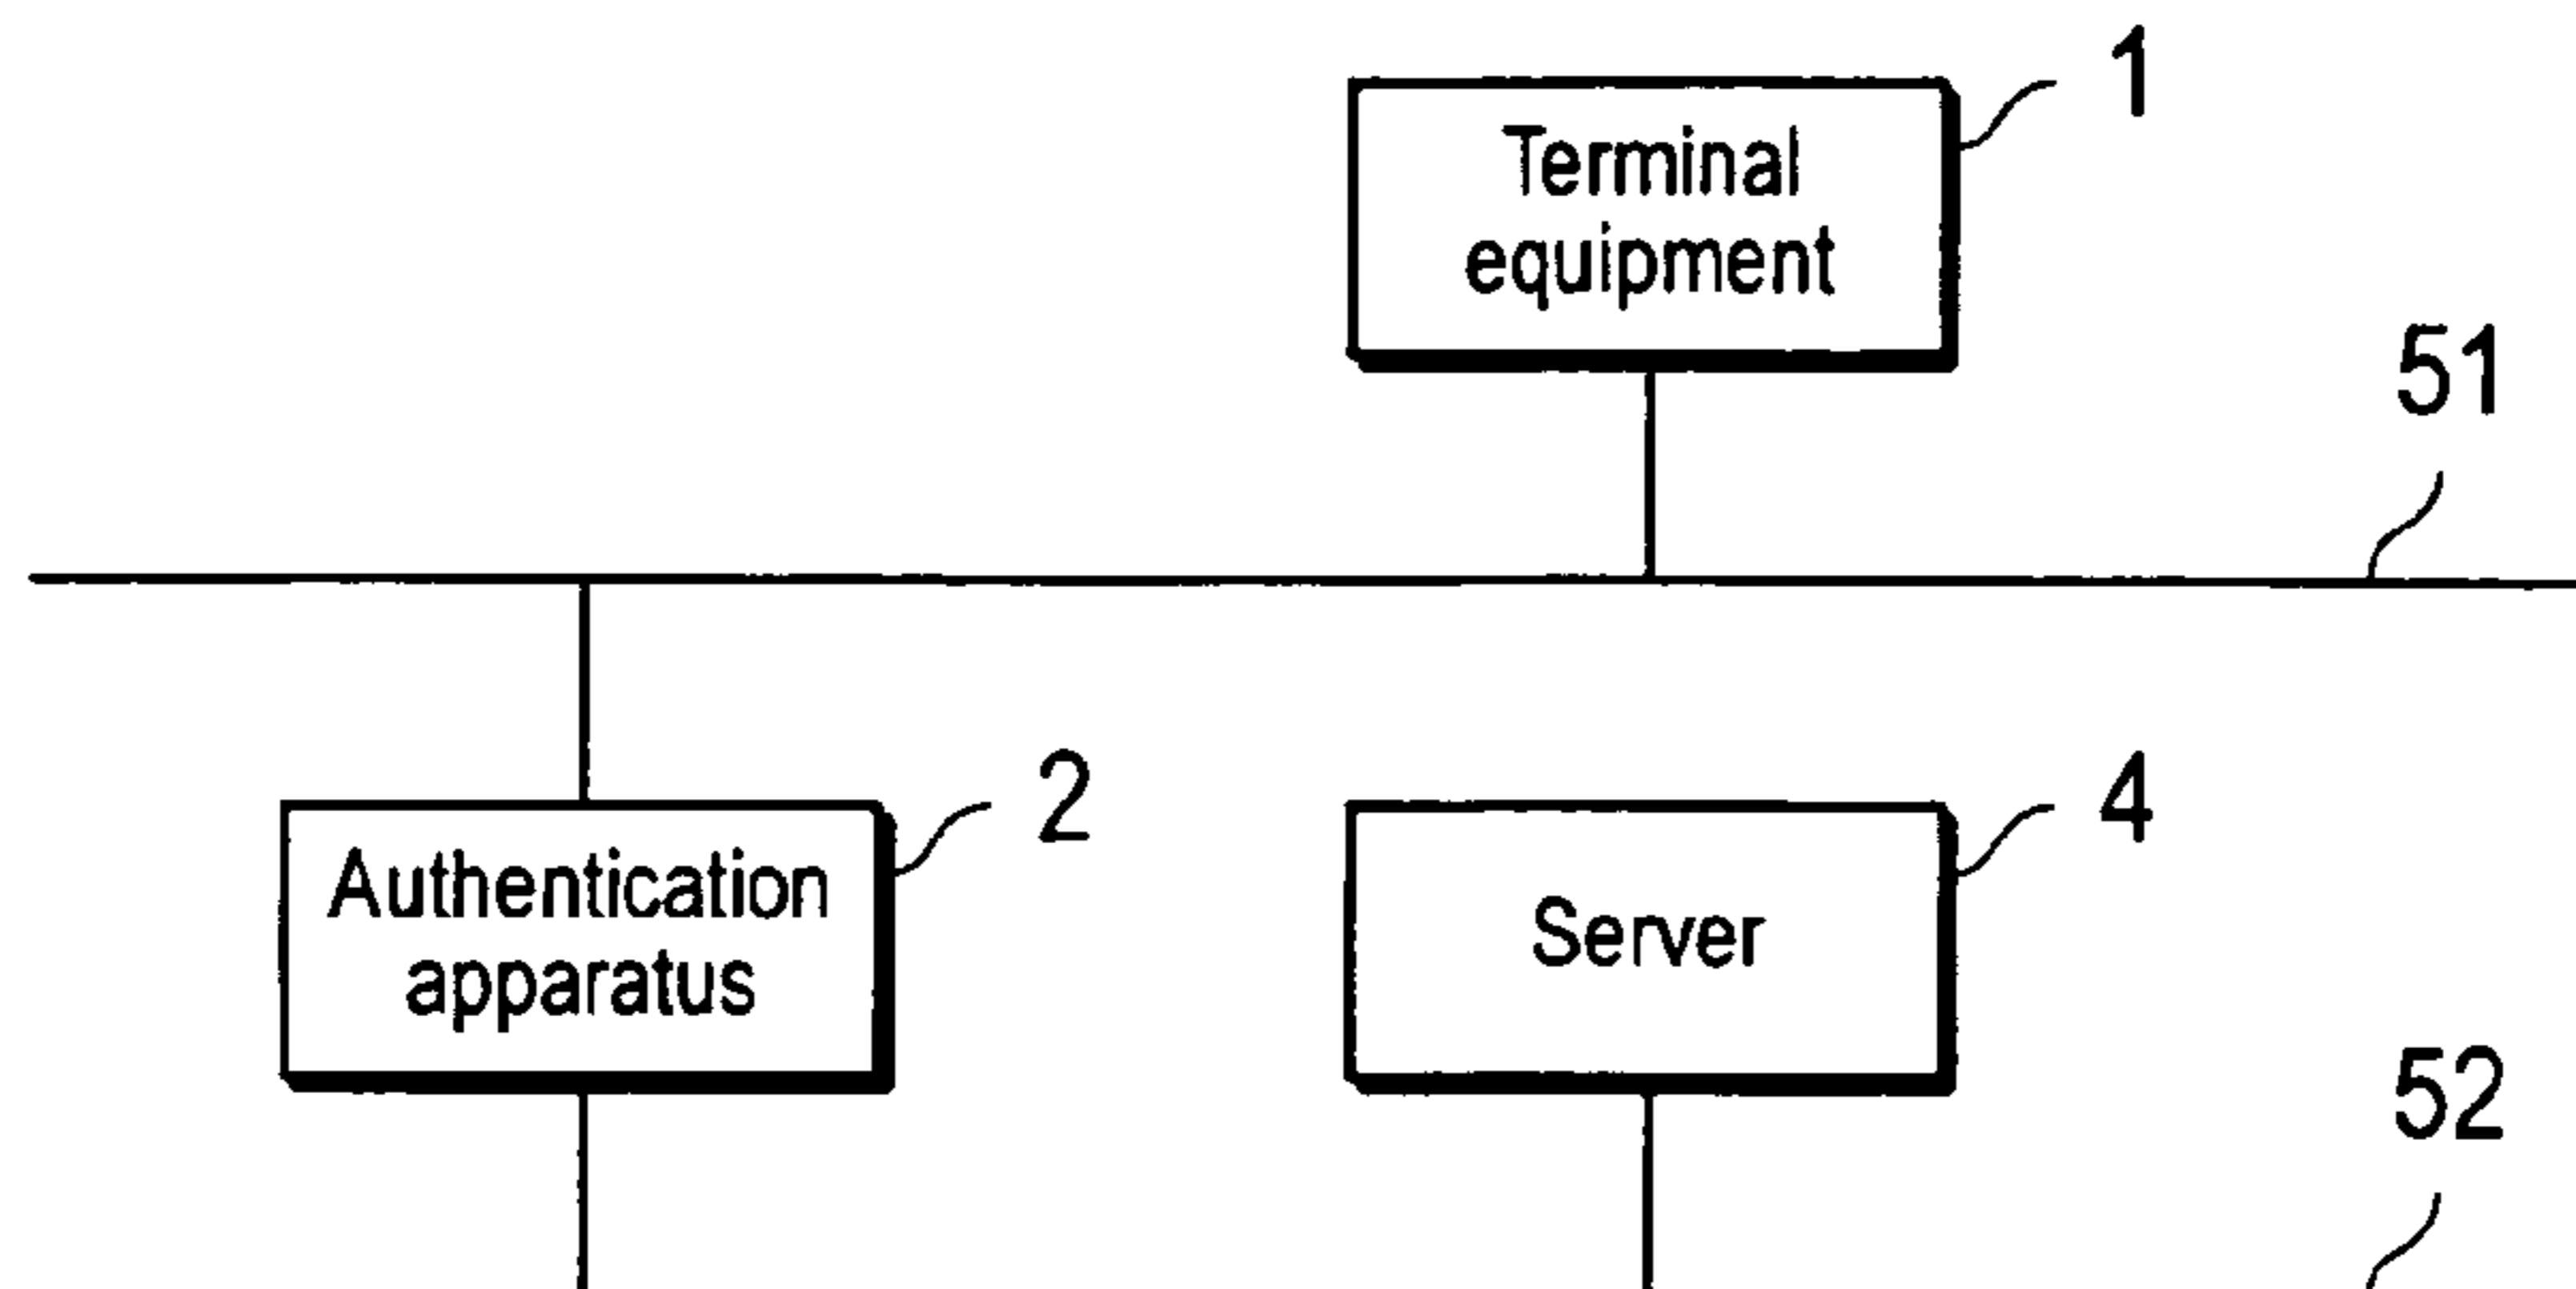 1
Terminal
equipment
51
2
4
Authentication
apparatus
Server
52